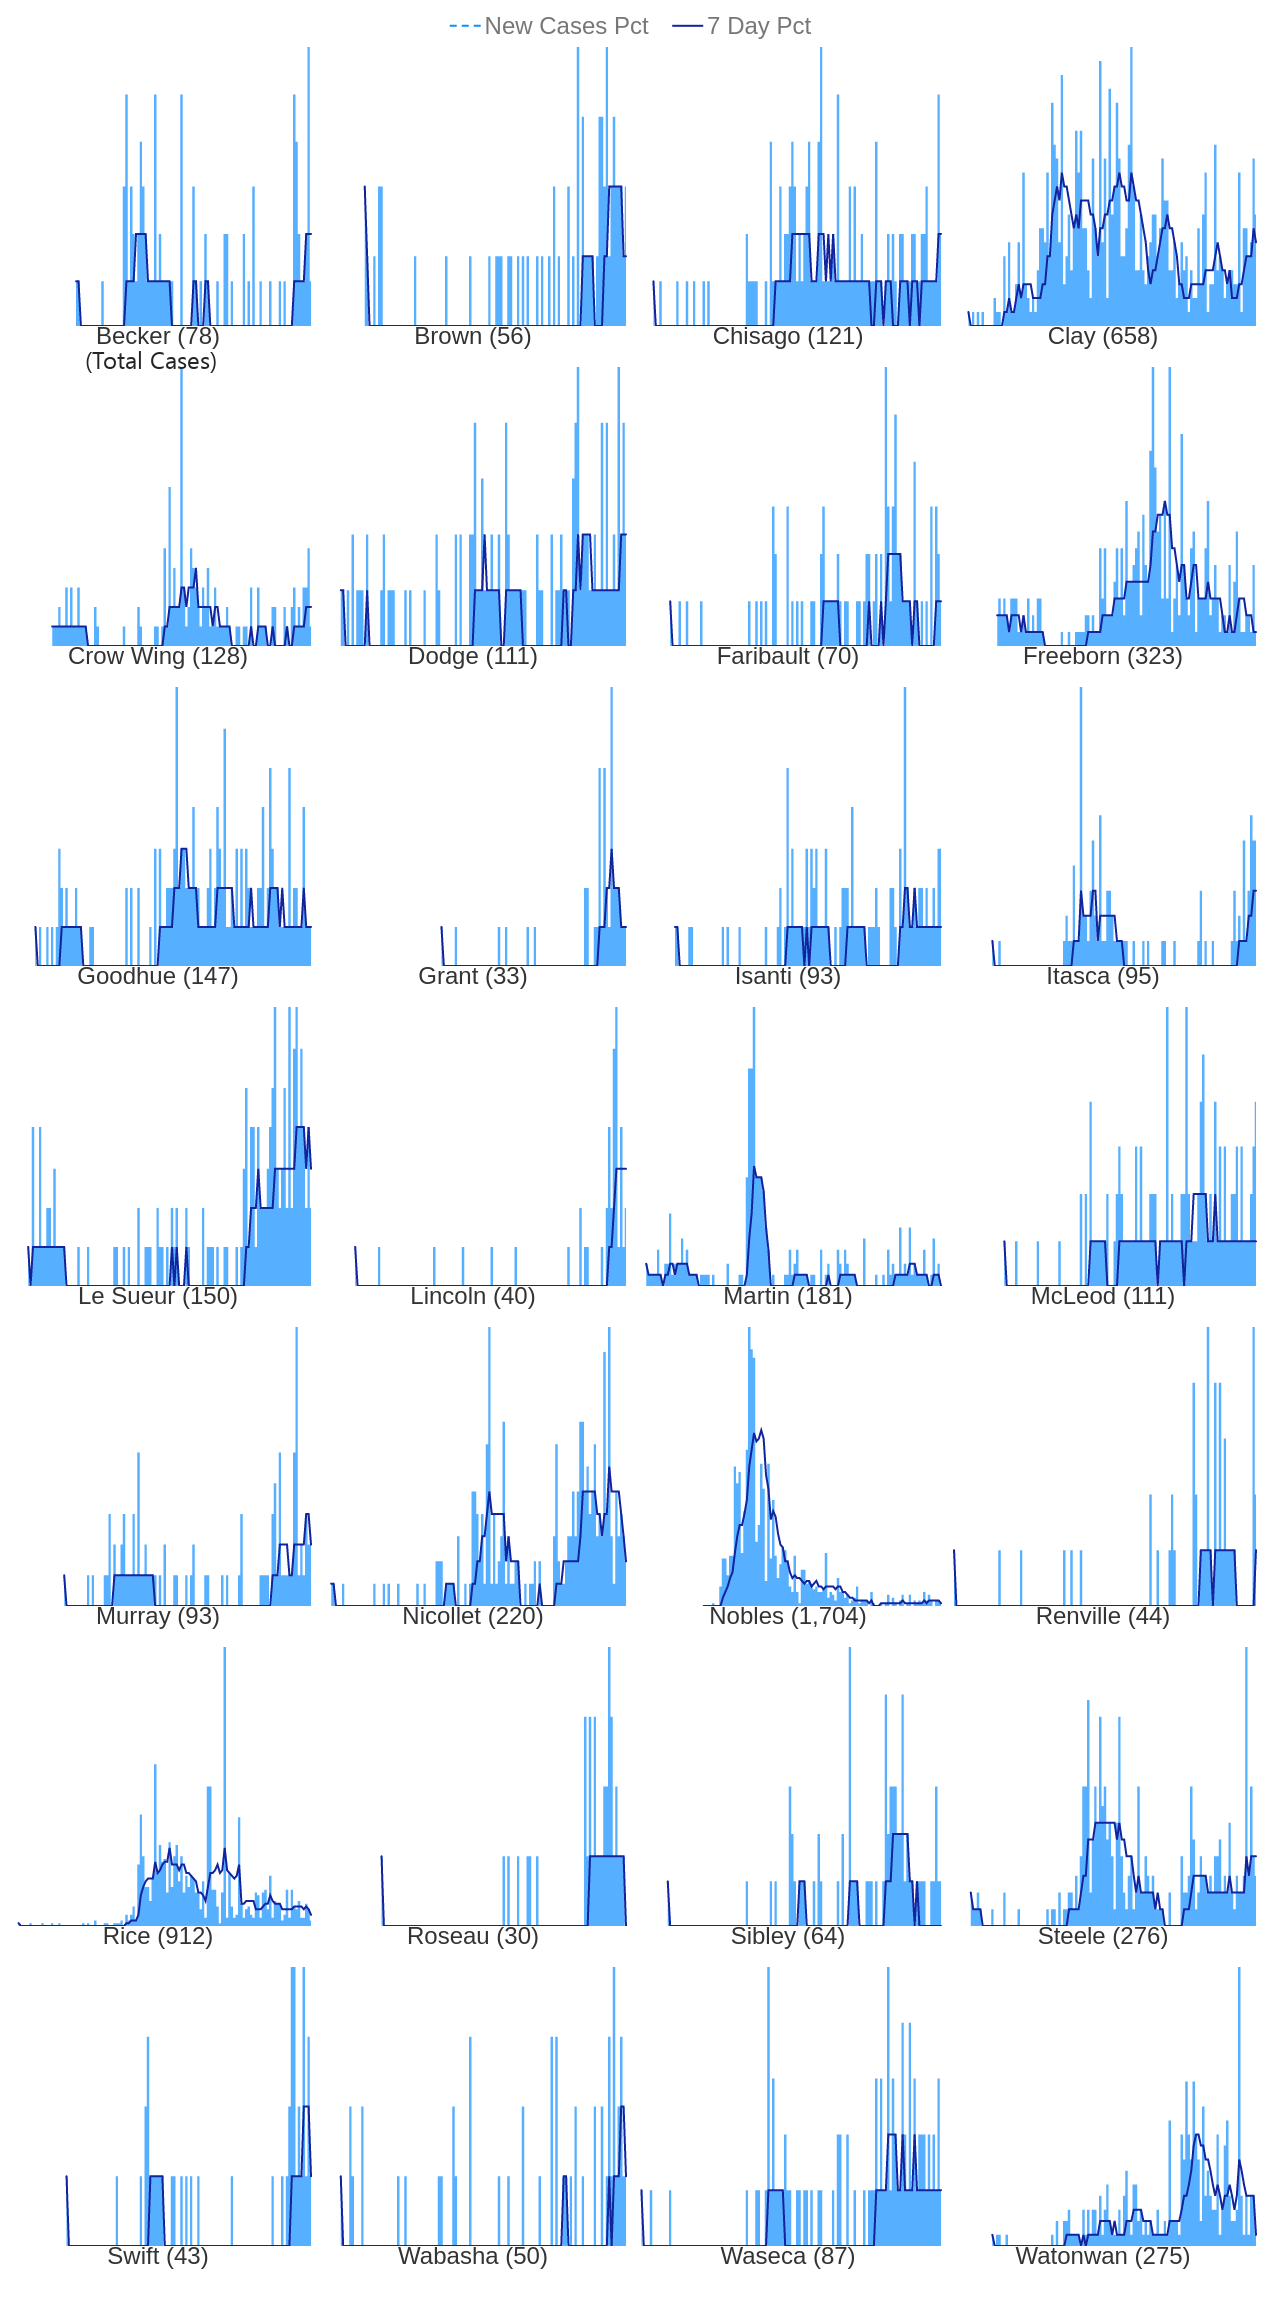 New Cases Pct 7 Day Pct
Becker (78) Brown (56) Chisago (121) Clay (658)
(Total Cases)
Crow Wing (128) Dodge (111) Faribault (70) Freeborn (323)
Goodhue (147) Grant (33) Isanti (93) Itasca (95)
Le Sueur (150) Lincoln (40) Martin (181) McLeod (111)
Murray (93) Nicollet (220) Nobles (1,704) Renville (44)
Rice (912) Roseau (30) Sibley (64) Steele (276)
Swift (43) Wabasha (50) Waseca (87) Watonwan (275)